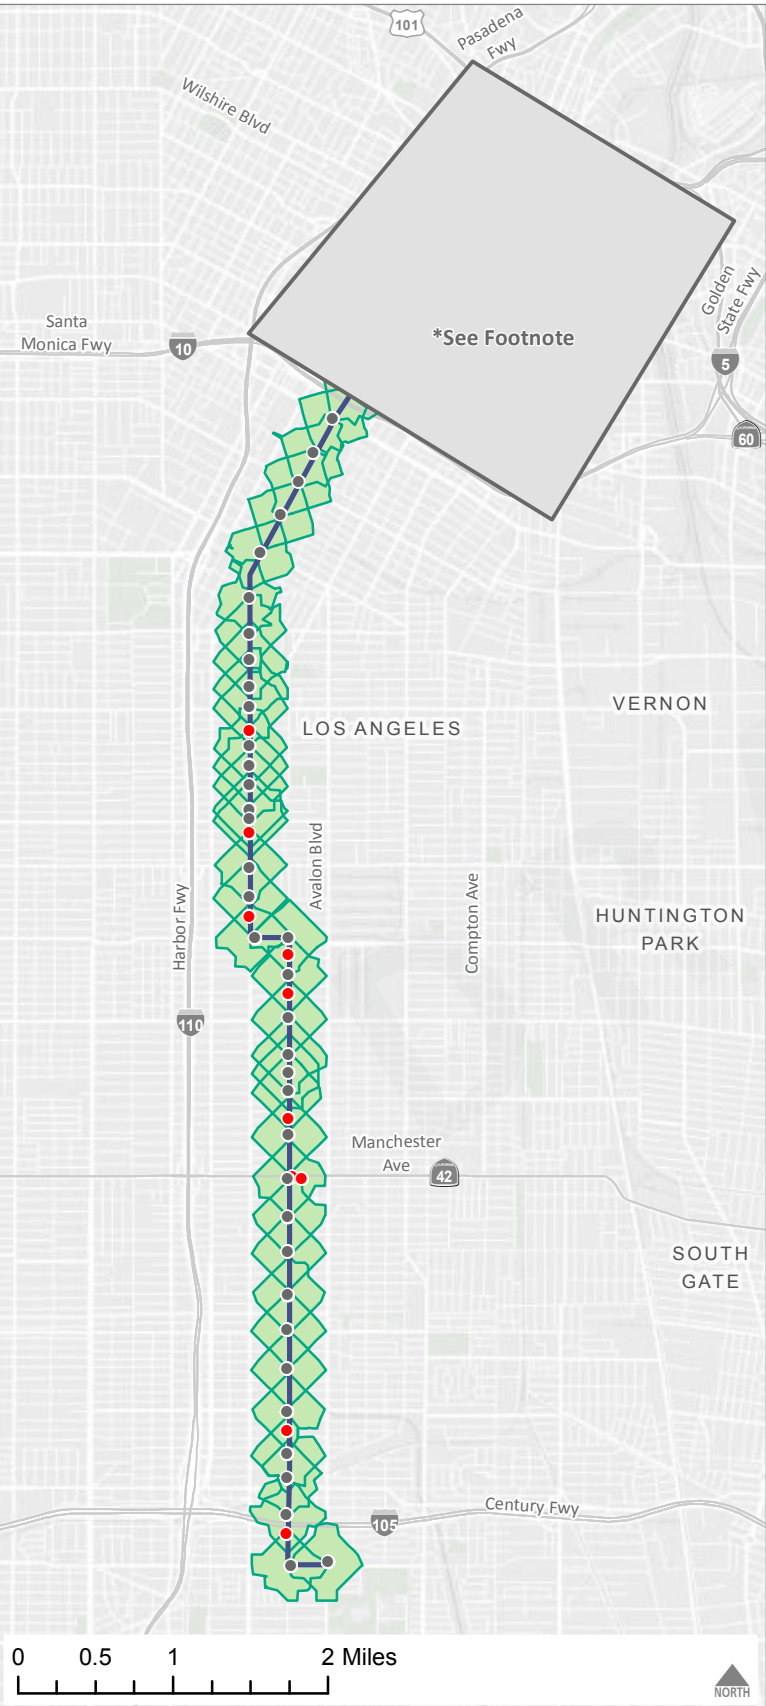 101
Pasadena
Fwy
Wilshire Blvd
Golden
State Fwy
Santa
Monica Fwy
10
*See Footnote
5
CALIFORNIA
60
VERNON
LOS ANGELES
Avalon Blvd
Harbor Fwy
Compton Ave
HUNTINGTON
PARK
110
Manchester
Ave
CALIFORNIA
42
SOUTH
GATE
Century Fwy
105
0 0.5 1 2 Miles
NORTH